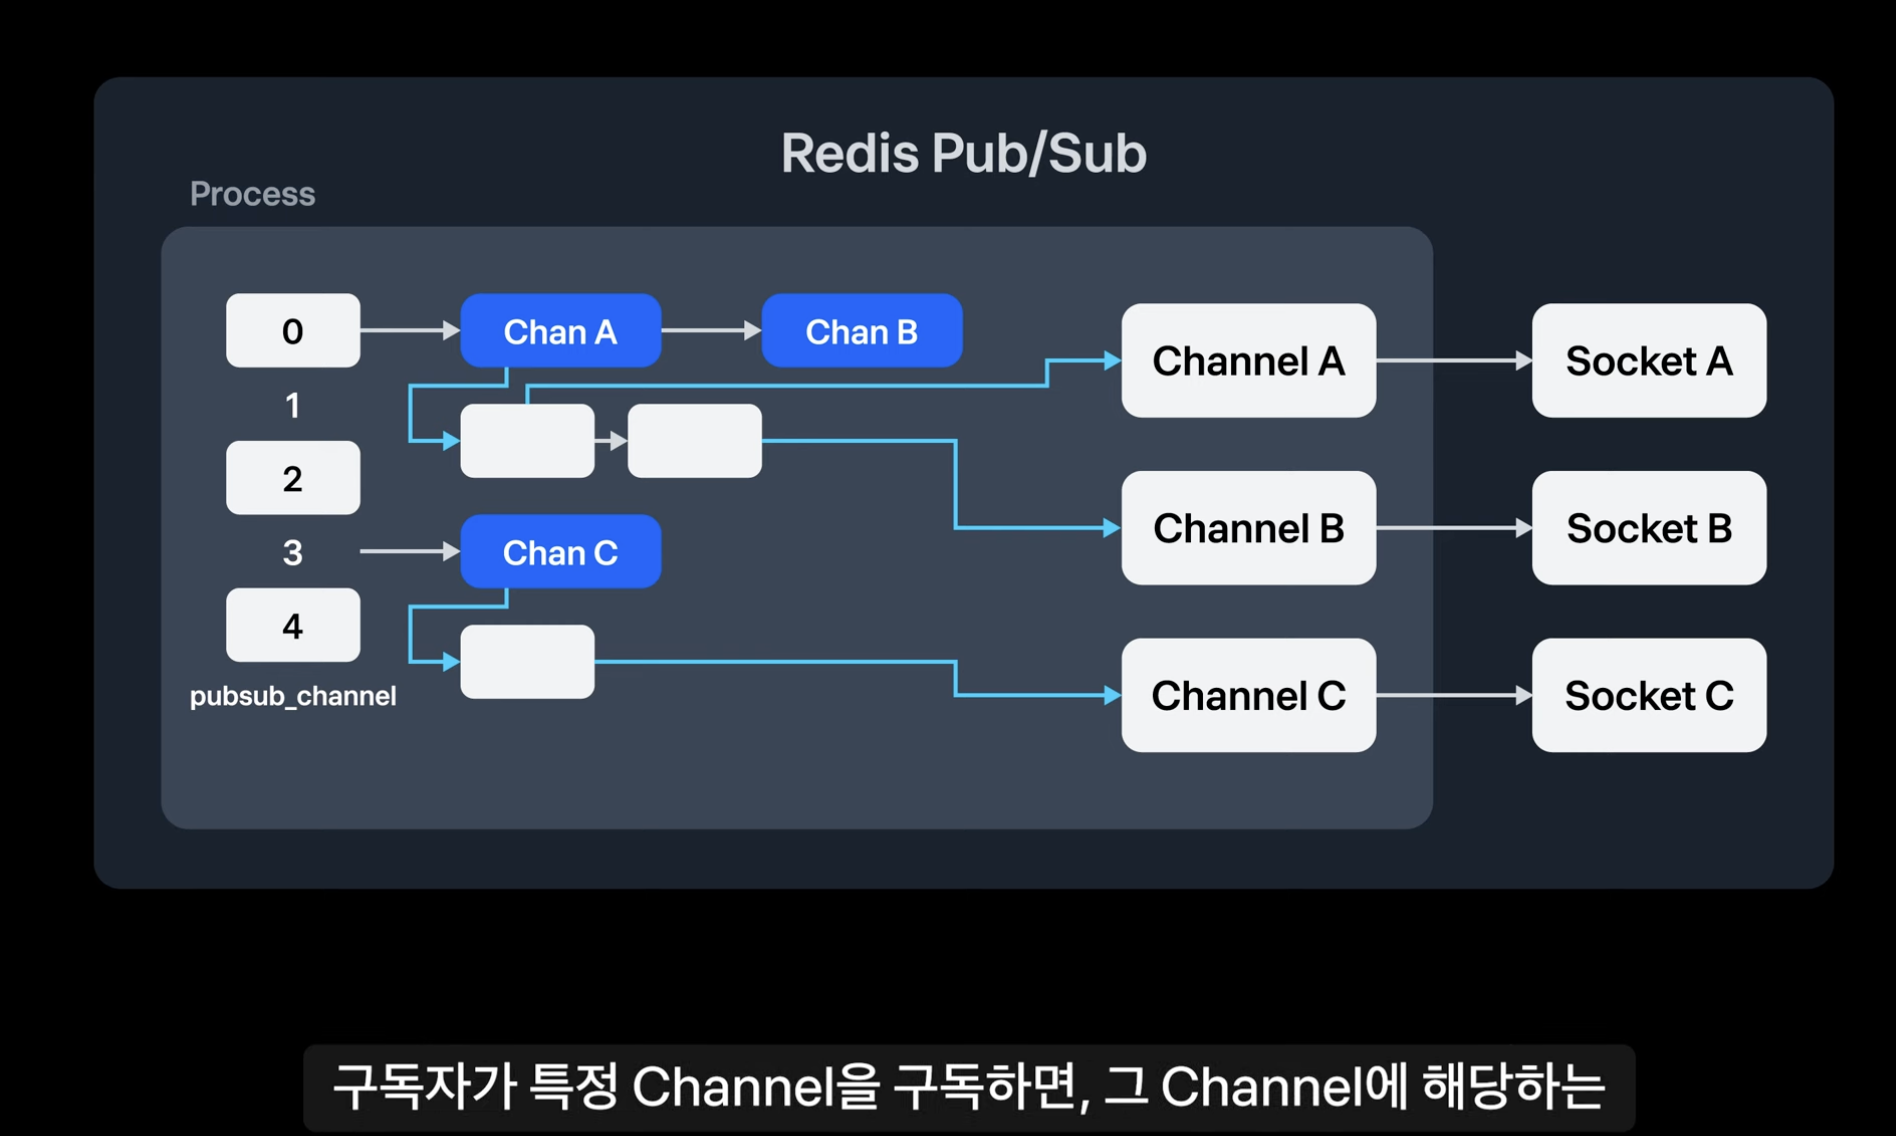 Redis Pub/Sub
Process
0
Chan A
Chan B
1
2
3
Chan C
4
pubsub_channel
Channel A
Socket A
Channel B
Socket B
Channel C
Socket C
구독자가 특정 Channel을 구독하면, 그 Channel에 해당하는